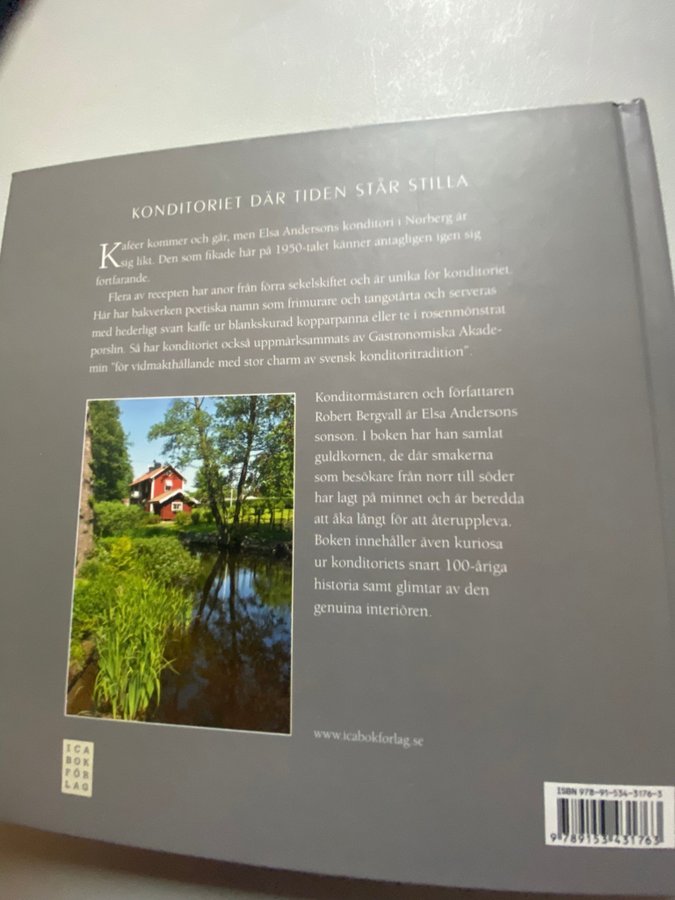 KONDITORIET DÄR TIDEN STÅR STILLA
Kaféer kommer och går, men Elsa Andersons konditori i Norberg är
sig likt. Den som fikade här på 1950-talet känner antagligen igen sig
fortfarande.
Flera av recepten har anor från förra sekelskiftet och är unika för konditoriet.
Här har bakverken poetiska namn som frimurare och tangotårta och serveras
med hederligt svart kaffe ur blankskurad kopparpanna eller te i rosenmönstrat
porslin. Så har konditoriet också uppmärksammats av Gastronomiska Akade-
min "för vidmakthållande med stor charm av svensk konditoritradition".
Konditormästaren och författaren
Robert Bergvall är Elsa Andersons
sonson. I boken har han samlat
guldkornen, de där smakerna
som besökare från norr till söder
har lagt på minnet och är beredda
att åka långt för att återuppleva.
Boken innehåller även kuriosa
ur konditoriets snart 100-åriga
historia samt glimtar av den
genuina interiören.
www.icabokforlag.se
ICA
BOK
FÖR
LAG
ISBN 978-91-534-3176-3
9 789153 431763